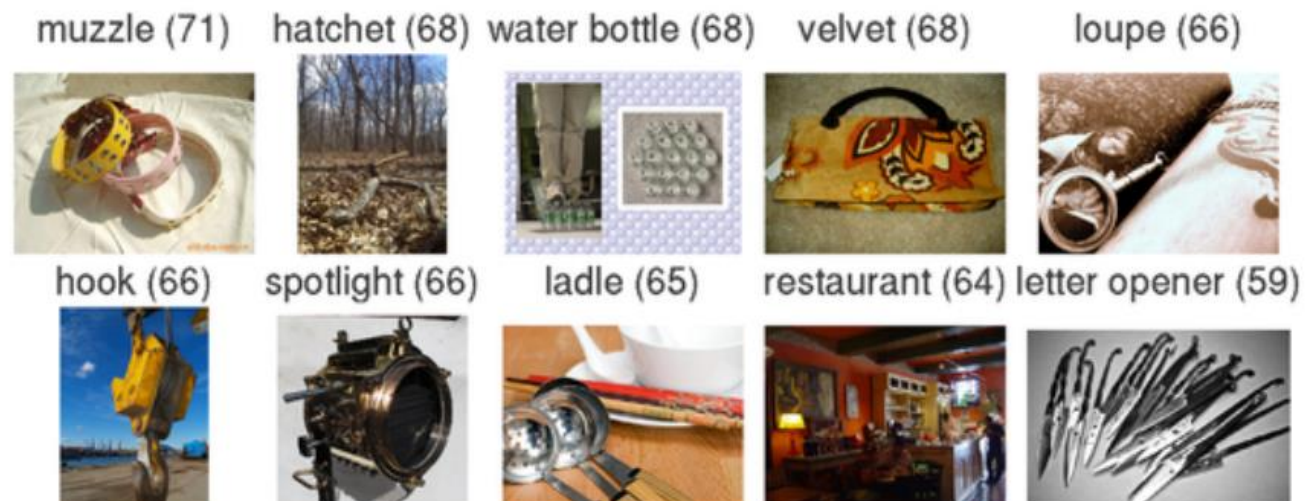 muzzle (71) hatchet (68) water bottle (68) velvet (68) loupe (66)
hook (66) spotlight (66) ladle (65) restaurant (64) letter opener (59)